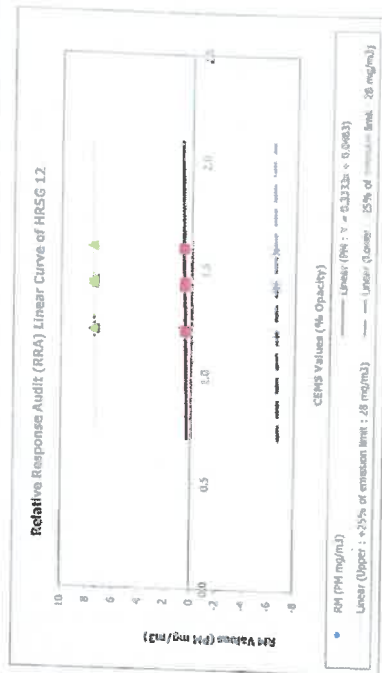 Relative Response Audit (RRA) Linear Curve of HRSG 12
10
8
6
4
2
0
-2
-4
-6
-8
0.0
0.5
1.0
1.5
2.0
2.5
RM Values (PM mg/m3)
CEMS Values (% Opacity)
RM (PM mg/m3)
Linear (PM : Y = 0.3333x + 0.0483)
Linear (Upper : +25% of emission limit : 28 mg/m3)
Linear (Lower : 25% of limit 28 mg/m3)